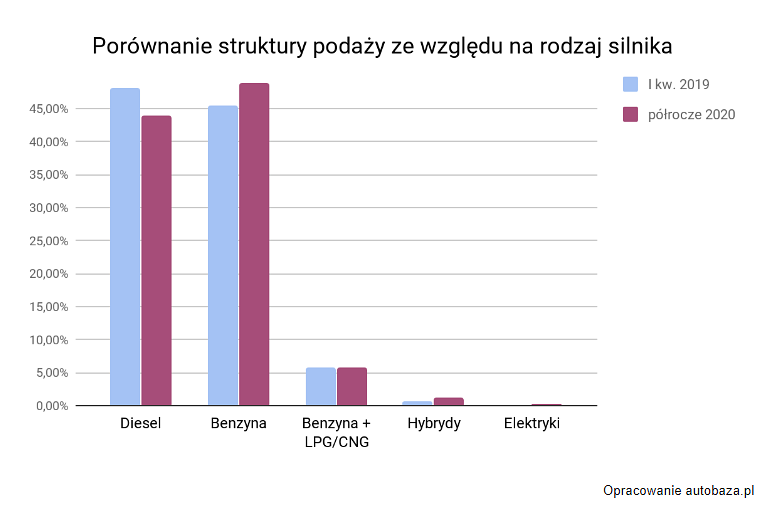 Porównanie struktury podaży ze względu na rodzaj silnika
I kw. 2019
półrocze 2020
45,00%
40,00%
35,00%
30,00%
25,00%
20,00%
15,00%
10,00%
5,00%
0,00%
Diesel
Benzyna
Benzyna +
LPG/CNG
Hybrydy
Elektryki
Opracowanie autobaza.pl